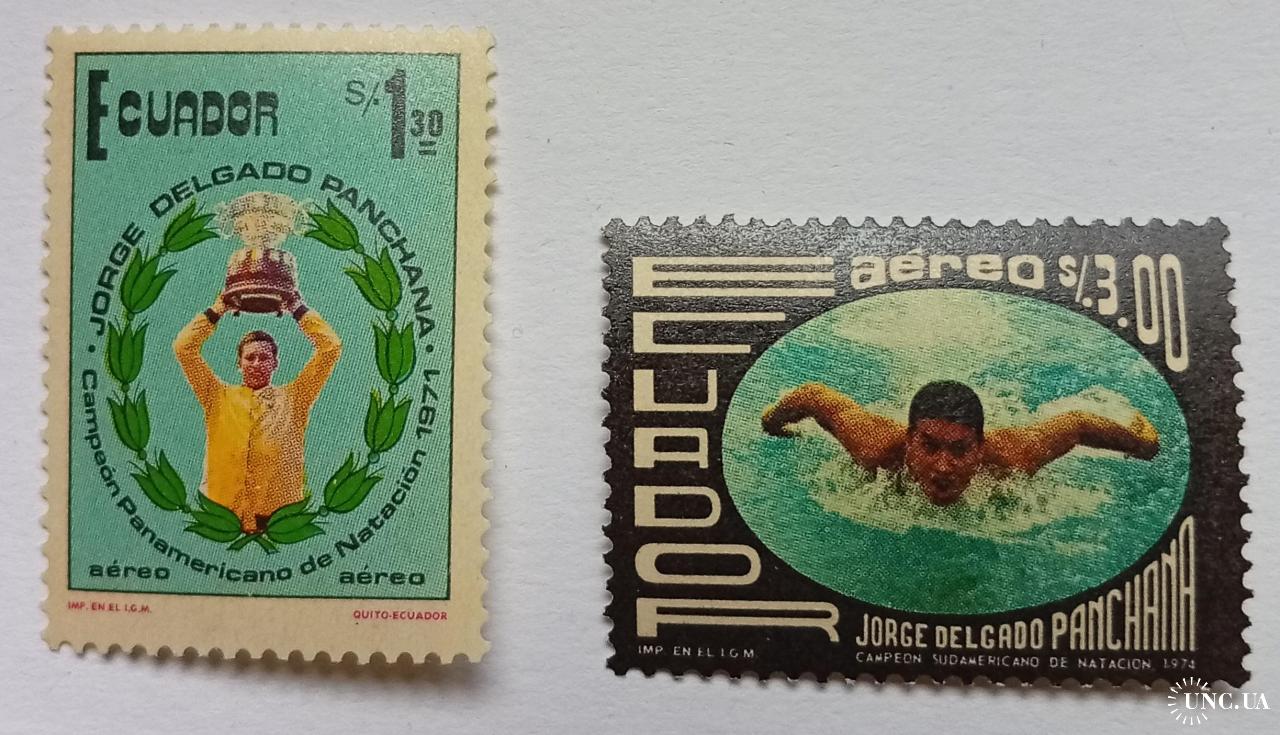 ECUADOR
S/.1 30
• JORGE DELGADO PANCHANA •
Campeón Panamericano de Natación 1971
aéreo aéreo
IMP. EN EL I.G.M. QUITO-ECUADOR
ECUADOR
aéreo S/.3.00
JORGE DELGADO PANCHANA
CAMPEON SUDAMERICANO DE NATACION, 1974
IMP. EN EL I.G.M.
UNC.UA